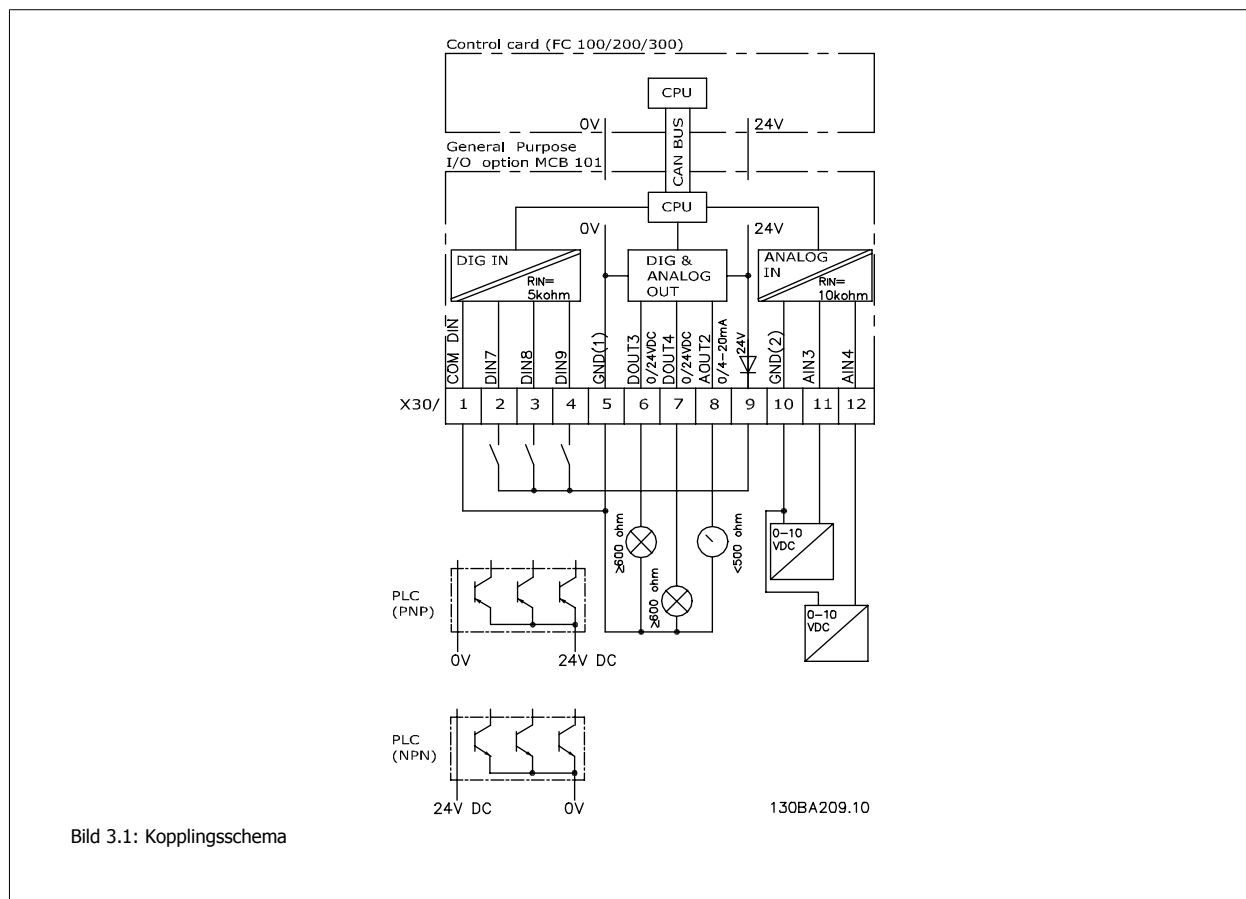 Control card (FC 100/200/300)
CPU
0V
24V
CAN BUS
General Purpose
I/O option MCB 101
CPU
0V
24V
DIG IN
RIN=
5kohm
DIG &
ANALOG
OUT
ANALOG
IN
RIN=
10kohm
COM DIN
DIN7
DIN8
DIN9
GND(1)
DOUT3
0/24VDC
DOUT4
0/24VDC
AOUT2
0/4-20mA
24V
GND(2)
AIN3
AIN4
X30/ 1 2 3 4 5 6 7 8 9 10 11 12
≥600 ohm
≥600 ohm
<500 ohm
0-10
VDC
0-10
VDC
PLC
(PNP)
0V
24V DC
PLC
(NPN)
24V DC
0V
130BA209.10
Bild 3.1: Kopplingsschema